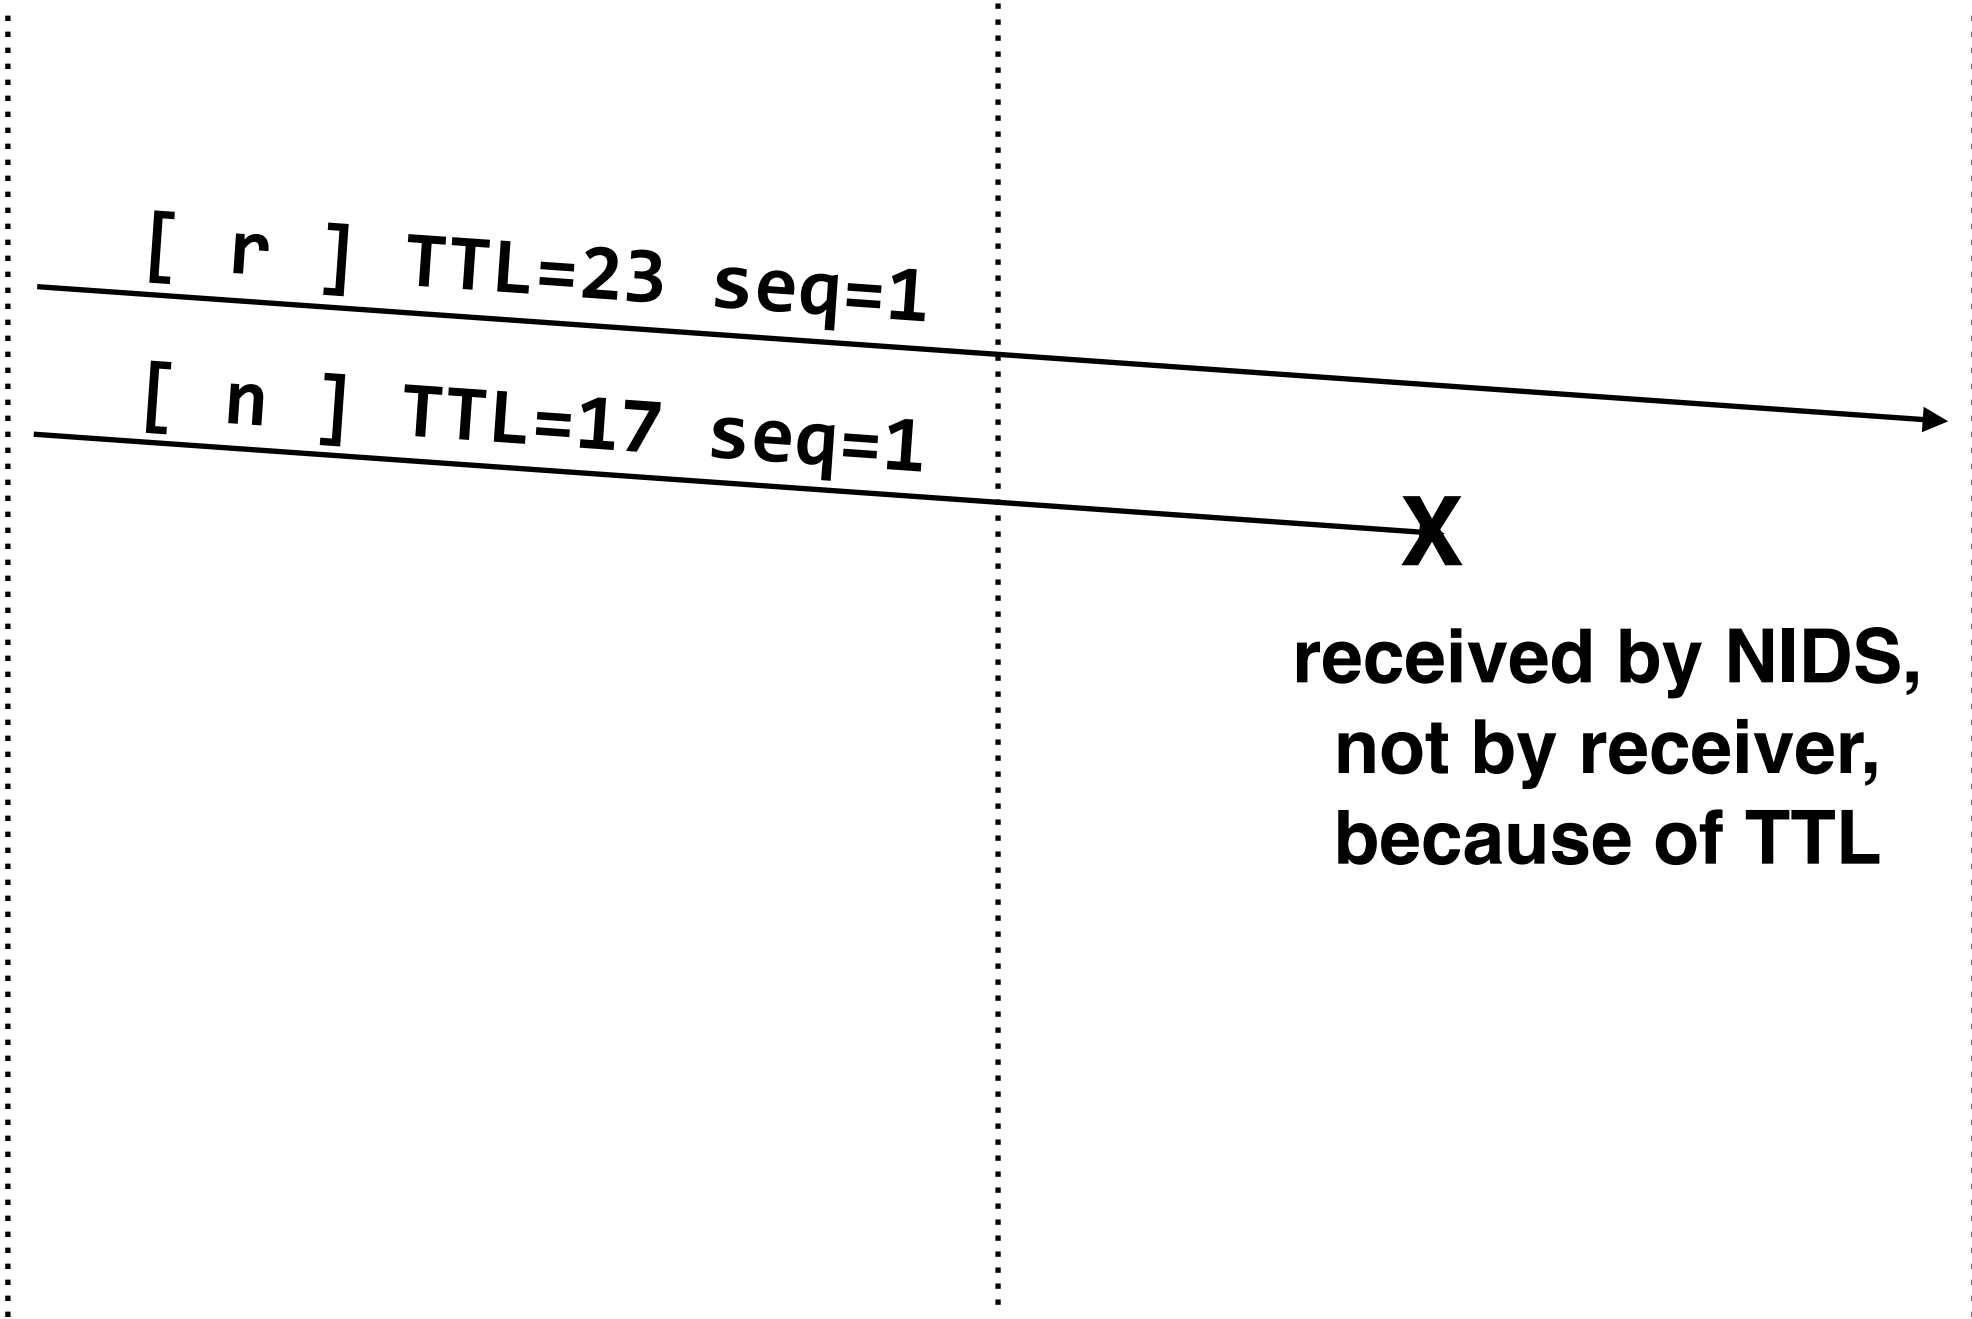 [ r ] TTL=23 seq=1
[ n ] TTL=17 seq=1
X
received by NIDS,
not by receiver,
because of TTL